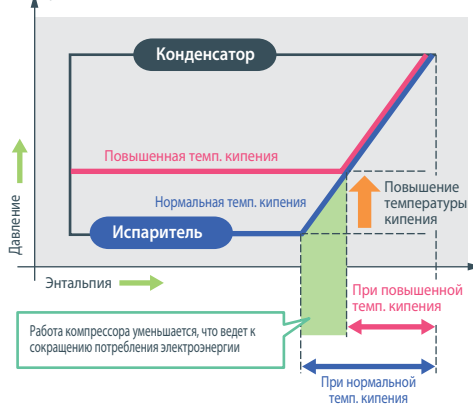 Конденсатор
Повышенная темп. кипения
Нормальная темп. кипения
Испаритель
Повышение
температуры
кипения
Давление
Энтальпия
При повышенной
темп. кипения
Работа компрессора уменьшается, что ведет к
сокращению потребления электроэнергии
При нормальной
темп. кипения